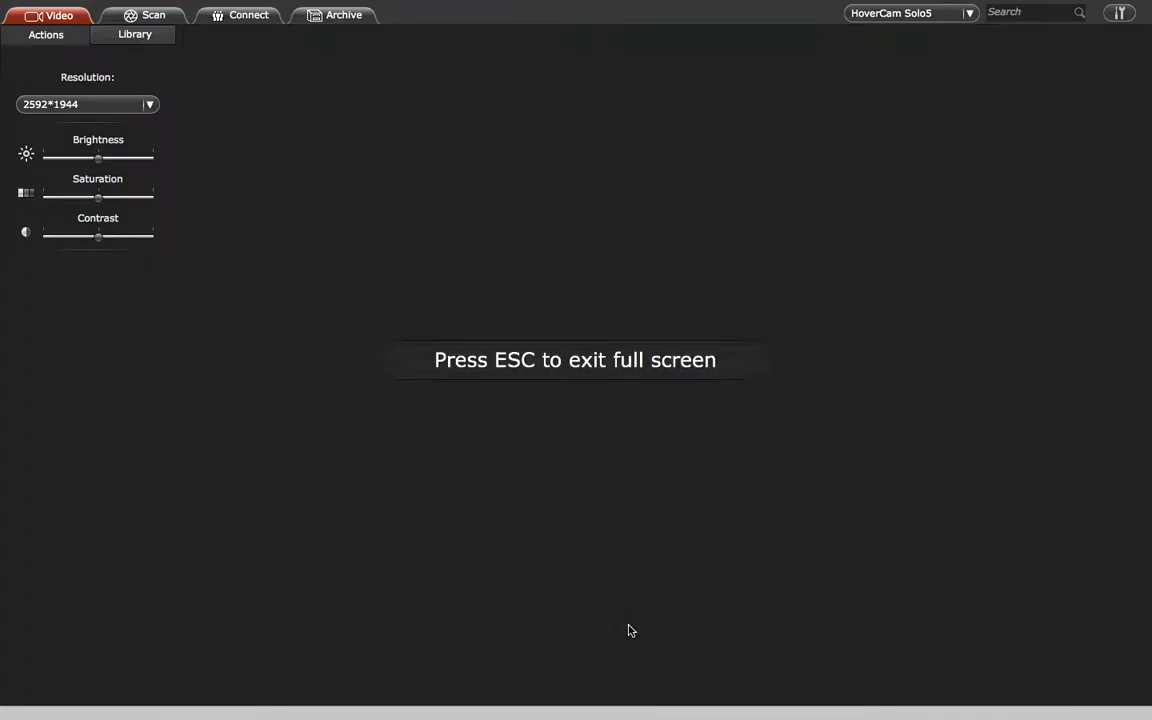 Video
Scan
Connect
Archive
HoverCam Solo5
Search
Actions
Library
Resolution:
2592*1944
Brightness
Saturation
Contrast
Press ESC to exit full screen